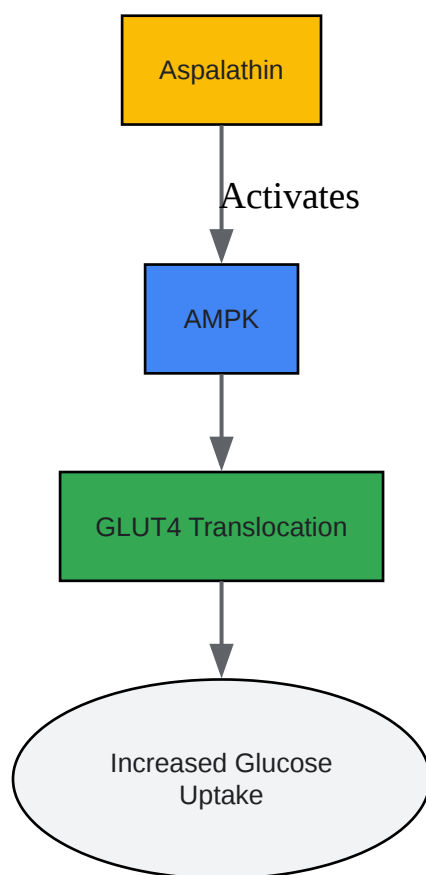 Aspalathin
Activates
AMPK
GLUT4 Translocation
Increased Glucose
Uptake